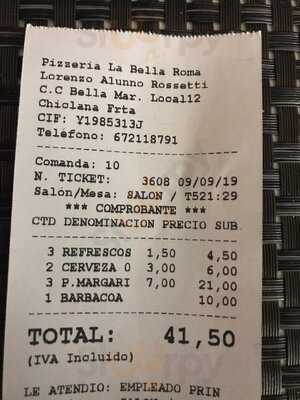 Pizzeria La Bella Roma
Lorenzo Alunno Rossetti
C.C Bella Mar. Local12
Chiclana Frta
CIF: Y1985313J
Teléfono: 672118791
Comanda: 10
N. TICKET: 3608 09/09/19
Salón/Mesa: SALON / T521:29
*** COMPROBANTE ***
CTD DENOMINACION PRECIO SUB.
3 REFRESCOS 1,50 4,50
2 CERVEZA 0 3,00 6,00
3 P.MARGARI 7,00 21,00
1 BARBACOA 10,00
TOTAL: 41,50
(IVA Incluido)
LE ATENDIO: EMPLEADO PRIN